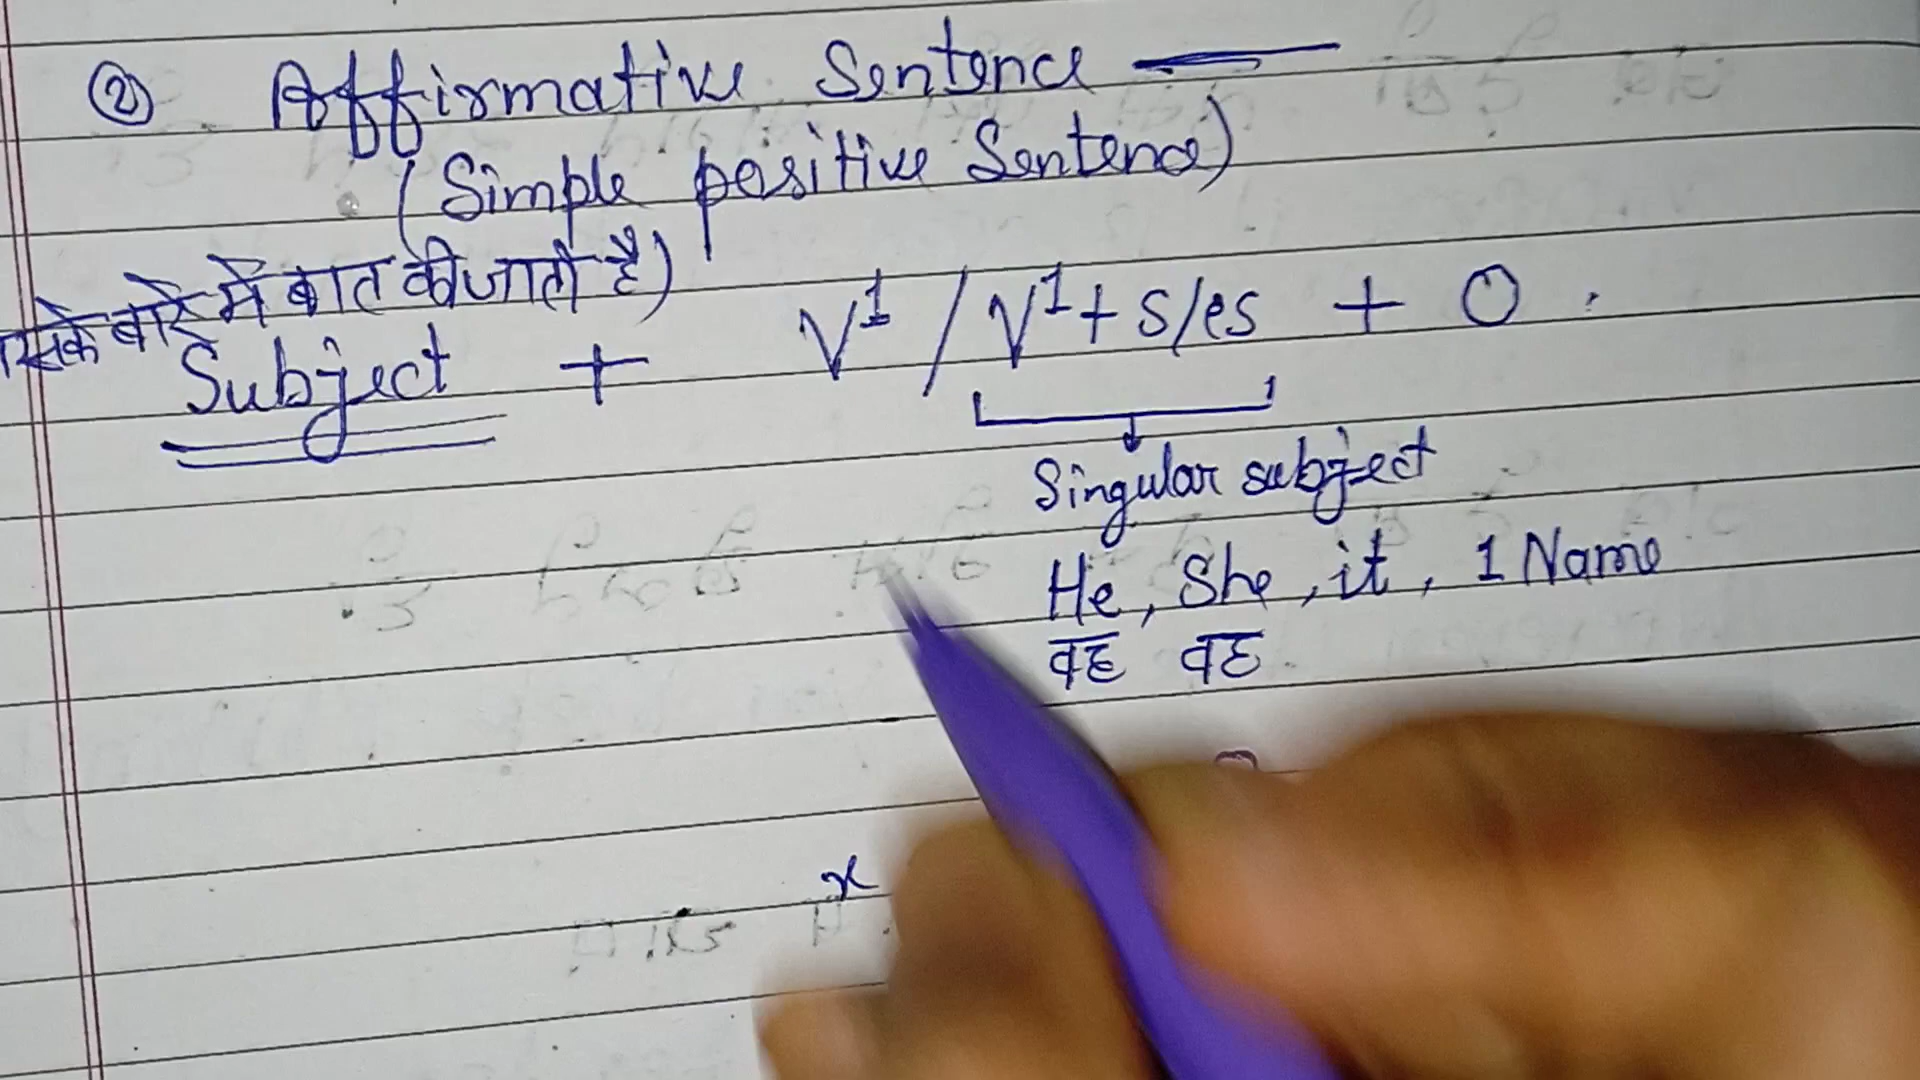 ② Affirmative Sentence —
(Simple positive Sentence)
के बारे में बात की जाती है)
Subject + V¹ / V¹ + s/es + O .
Singular subject
He, She, it, 1 Name
वह वह